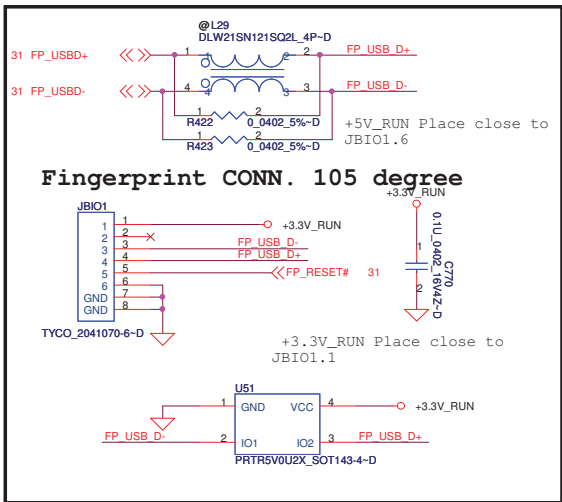 @L29
DLW21SN121SQ2L_4P~D
31 FP_USBD+ 1 2 FP_USB_D+
31 FP_USBD- 4 4 3 3 FP_USB_D-
1 2
R422 0_0402_5%~D
1 2
R423 0_0402_5%~D
+5V_RUN Place close to
JBIO1.6
Fingerprint CONN. 105 degree
+3.3V_RUN
JBIO1
1 1 +3.3V_RUN
2 2
3 3 FP_USB_D-
4 4 FP_USB_D+
5 5 FP_RESET# 31
6 6
GND 7
GND 8
TYCO_2041070-6~D
1
2
C770
0.1U_0402_16V4Z~D
+3.3V_RUN Place close to
JBIO1.1
U51
1 GND VCC 4 +3.3V_RUN
FP_USB_D- 2 IO1 IO2 3 FP_USB_D+
PRTR5V0U2X_SOT143-4~D